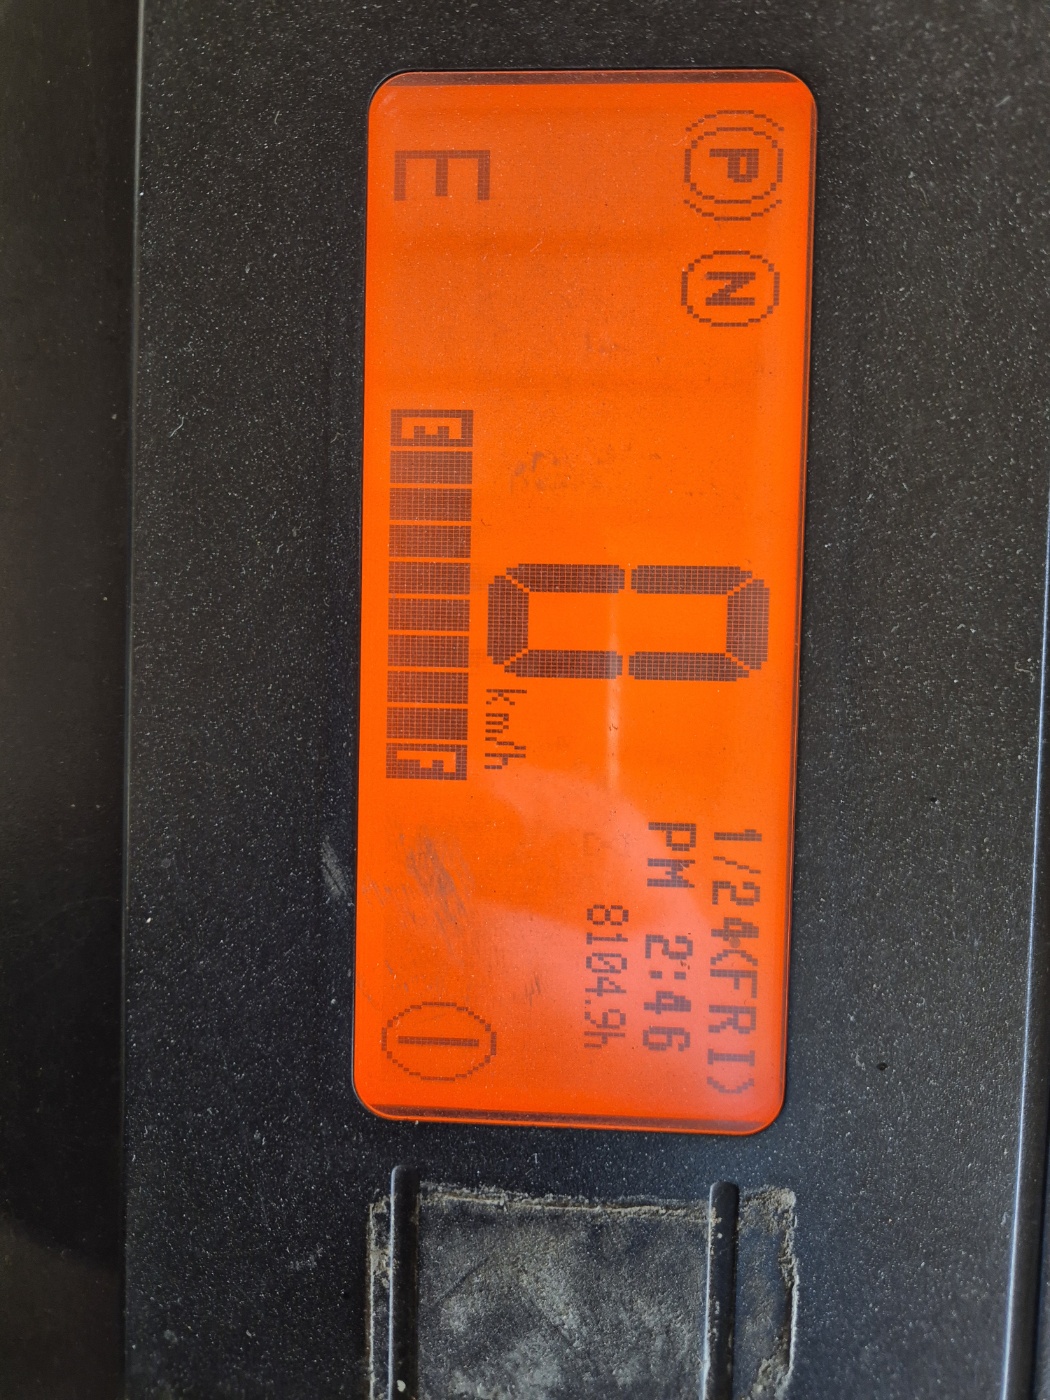 P N
1/24(FRI)
PM 2:46
8104.9h
0 km/h
E
E F